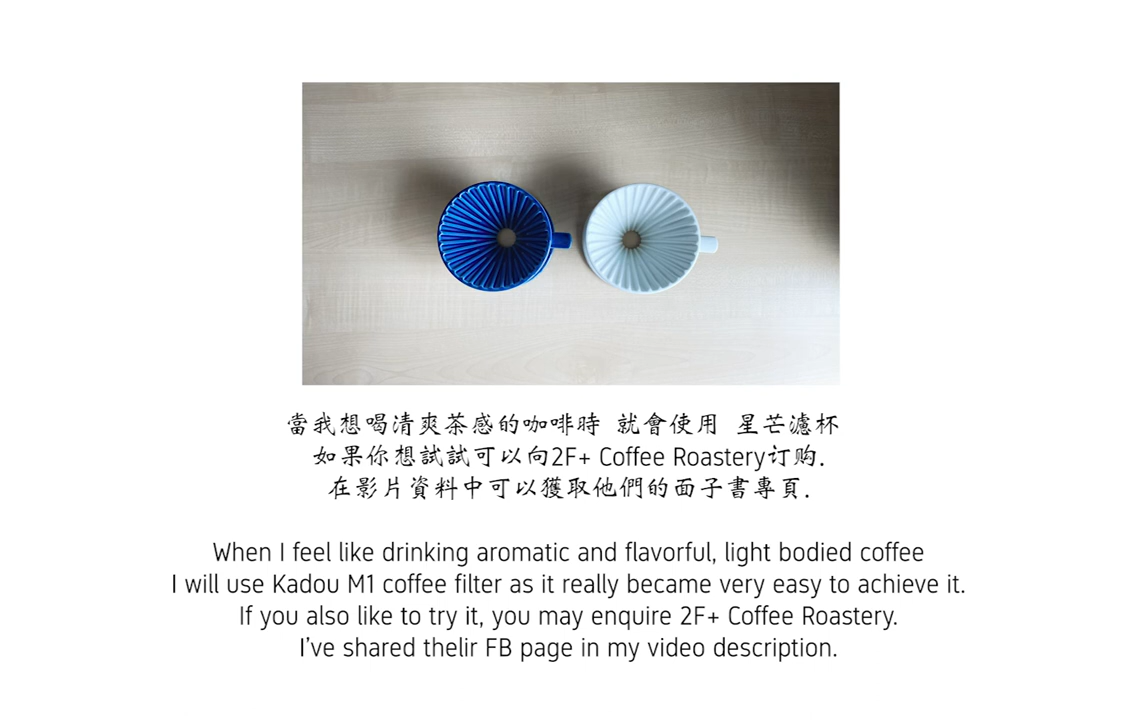 當我想喝清爽茶感的咖啡時 就會使用 星芒濾杯
如果你想試試可以向2F+ Coffee Roastery订购.
在影片資料中可以獲取他們的面子書專頁.
When I feel like drinking aromatic and flavorful, light bodied coffee
I will use Kadou M1 coffee filter as it really became very easy to achieve it.
If you also like to try it, you may enquire 2F+ Coffee Roastery.
I've shared thelir FB page in my video description.